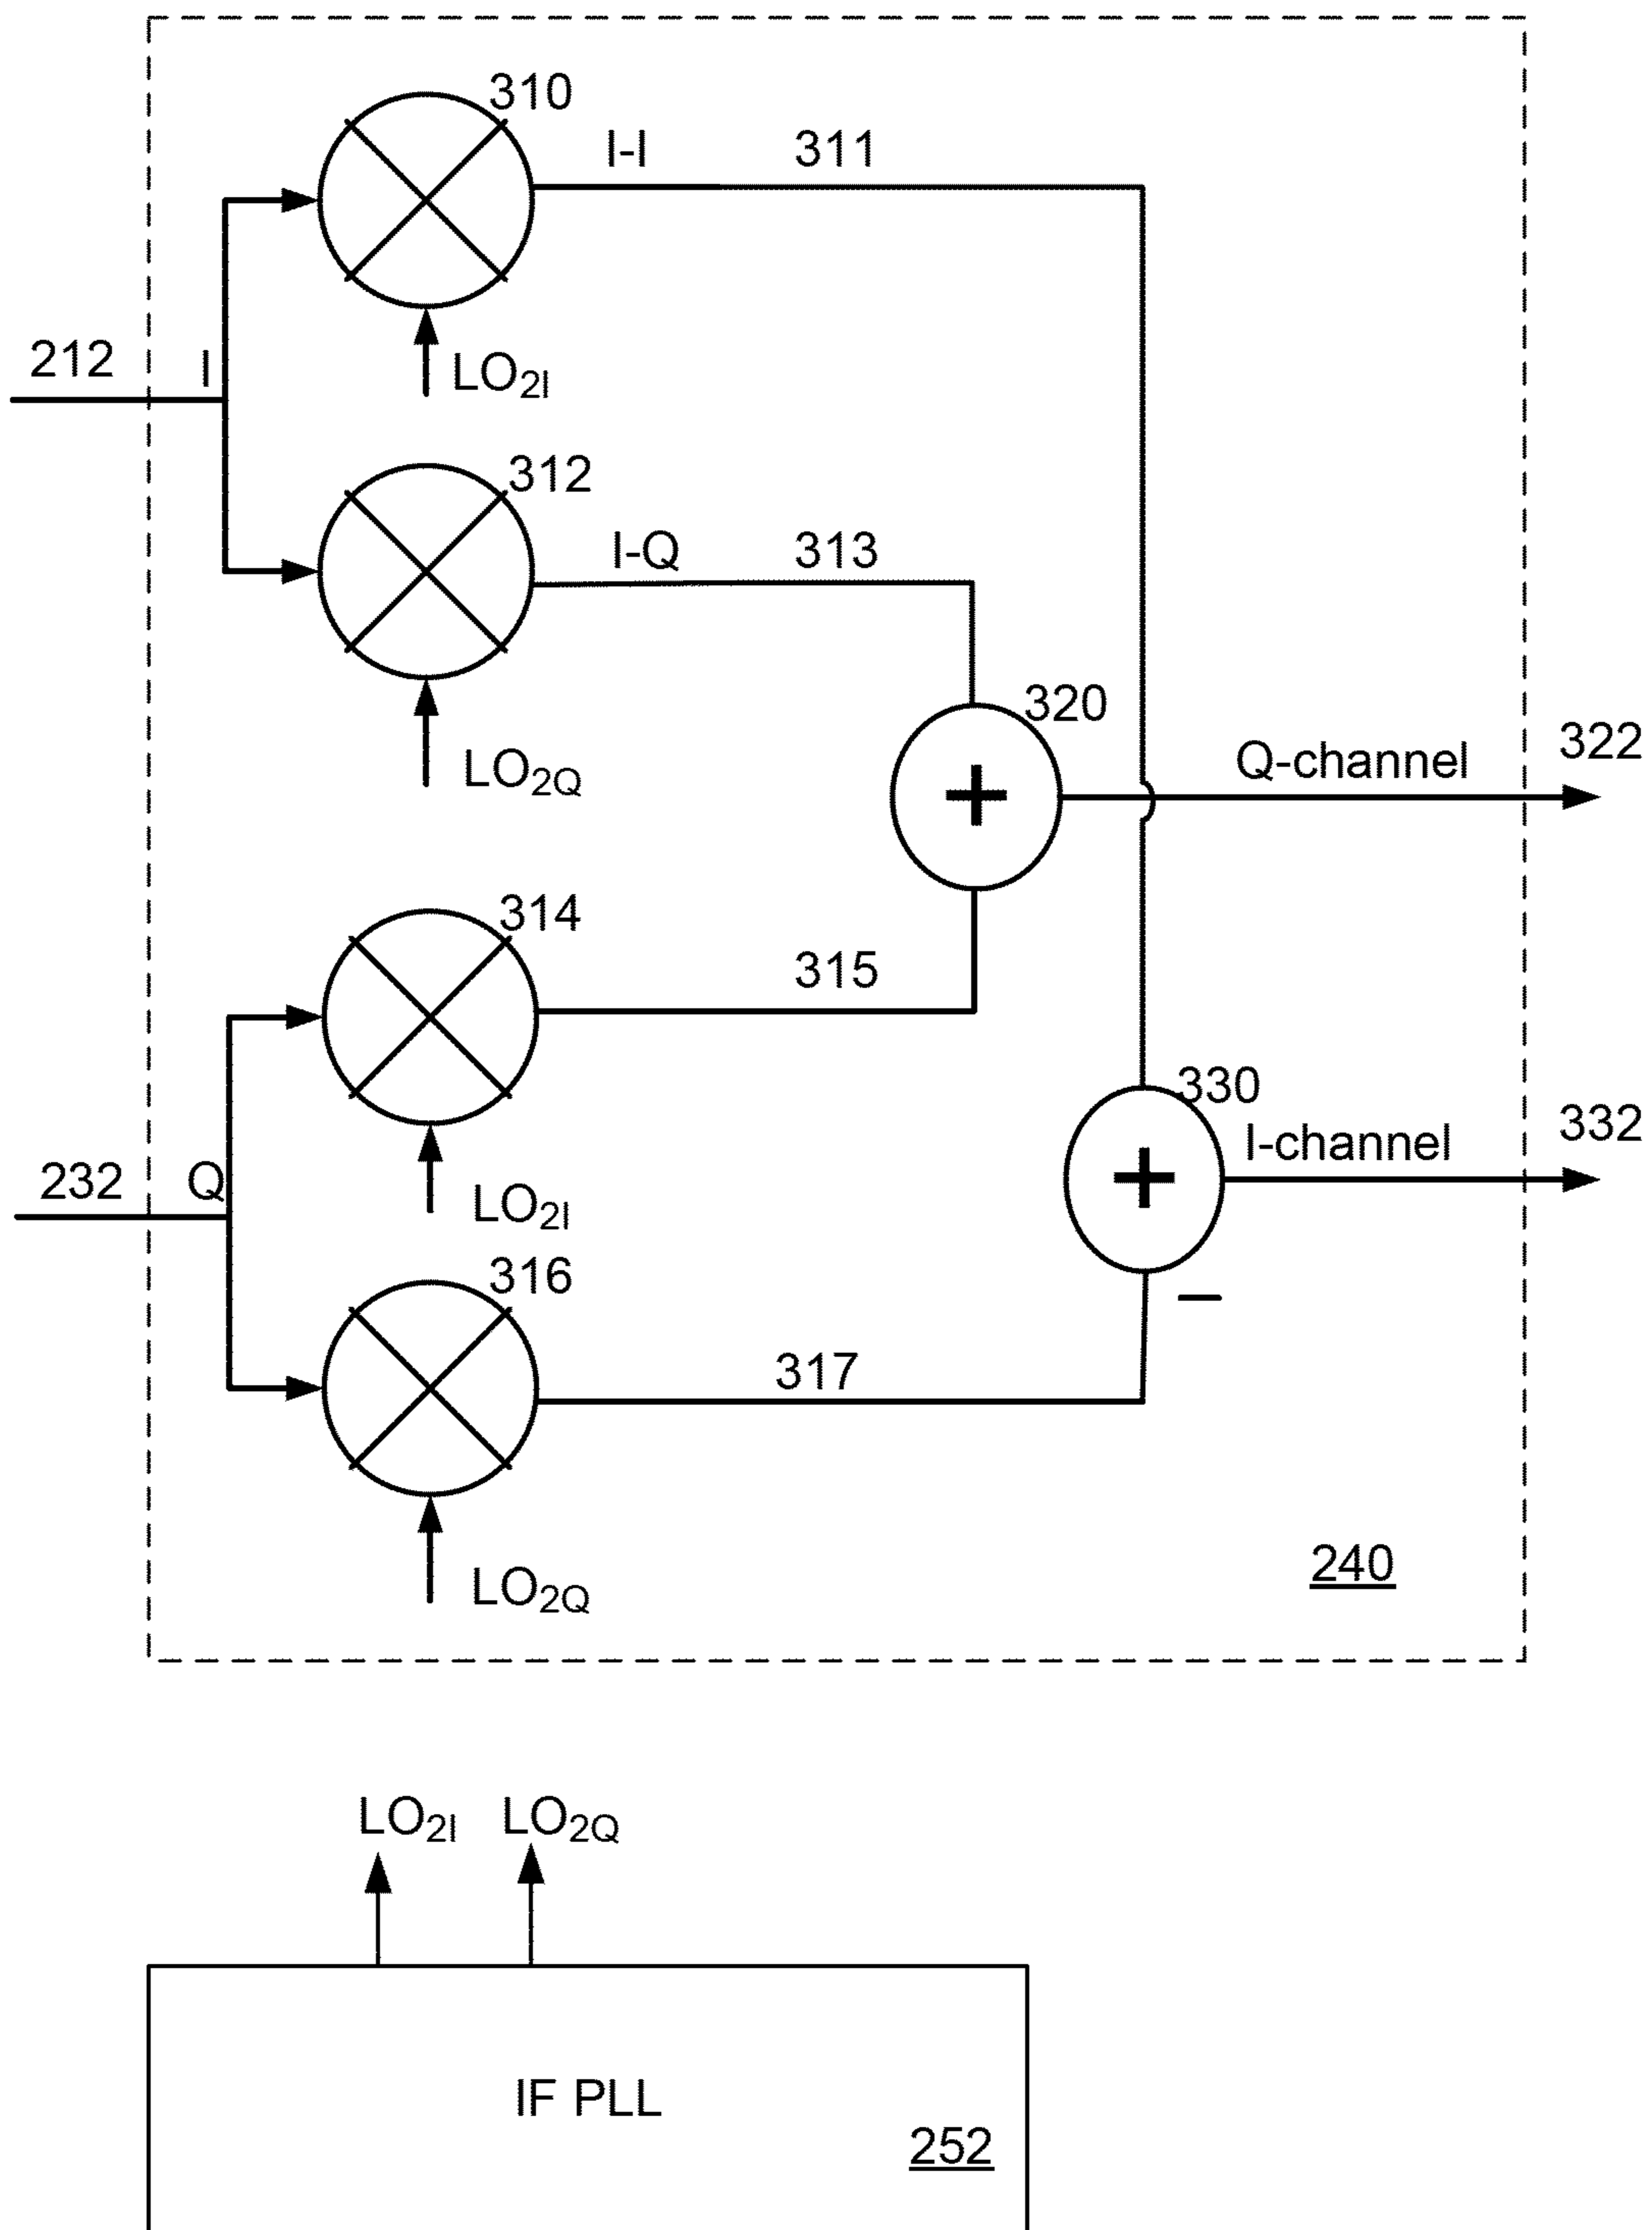 310
I-I 311
212 I
LO2I
312
I-Q 313
LO2Q
320
Q-channel 322
314
315
330
I-channel 332
232 Q
LO2I
316
317
LO2Q
240
LO2I LO2Q
IF PLL
252